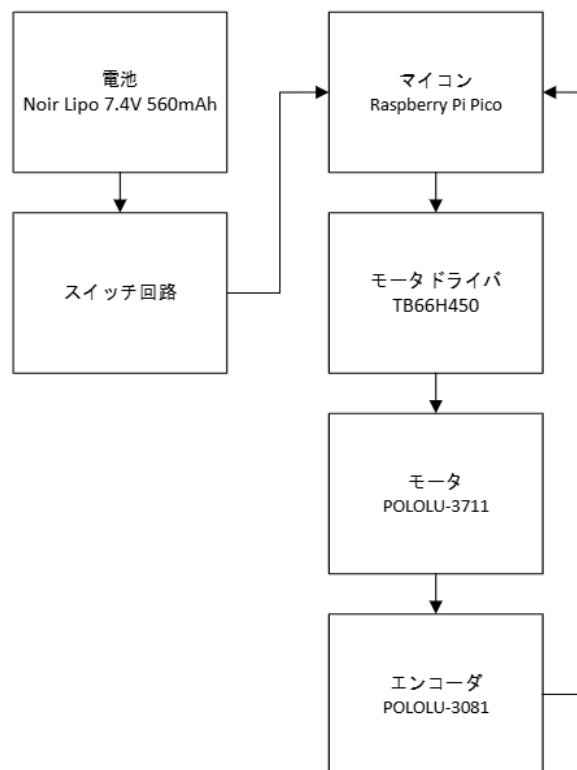 電池
Noir Lipo 7.4V 560mAh
マイコン
Raspberry Pi Pico
スイッチ回路
モータドライバ
TB66H450
モータ
POLOLU-3711
エンコーダ
POLOLU-3081